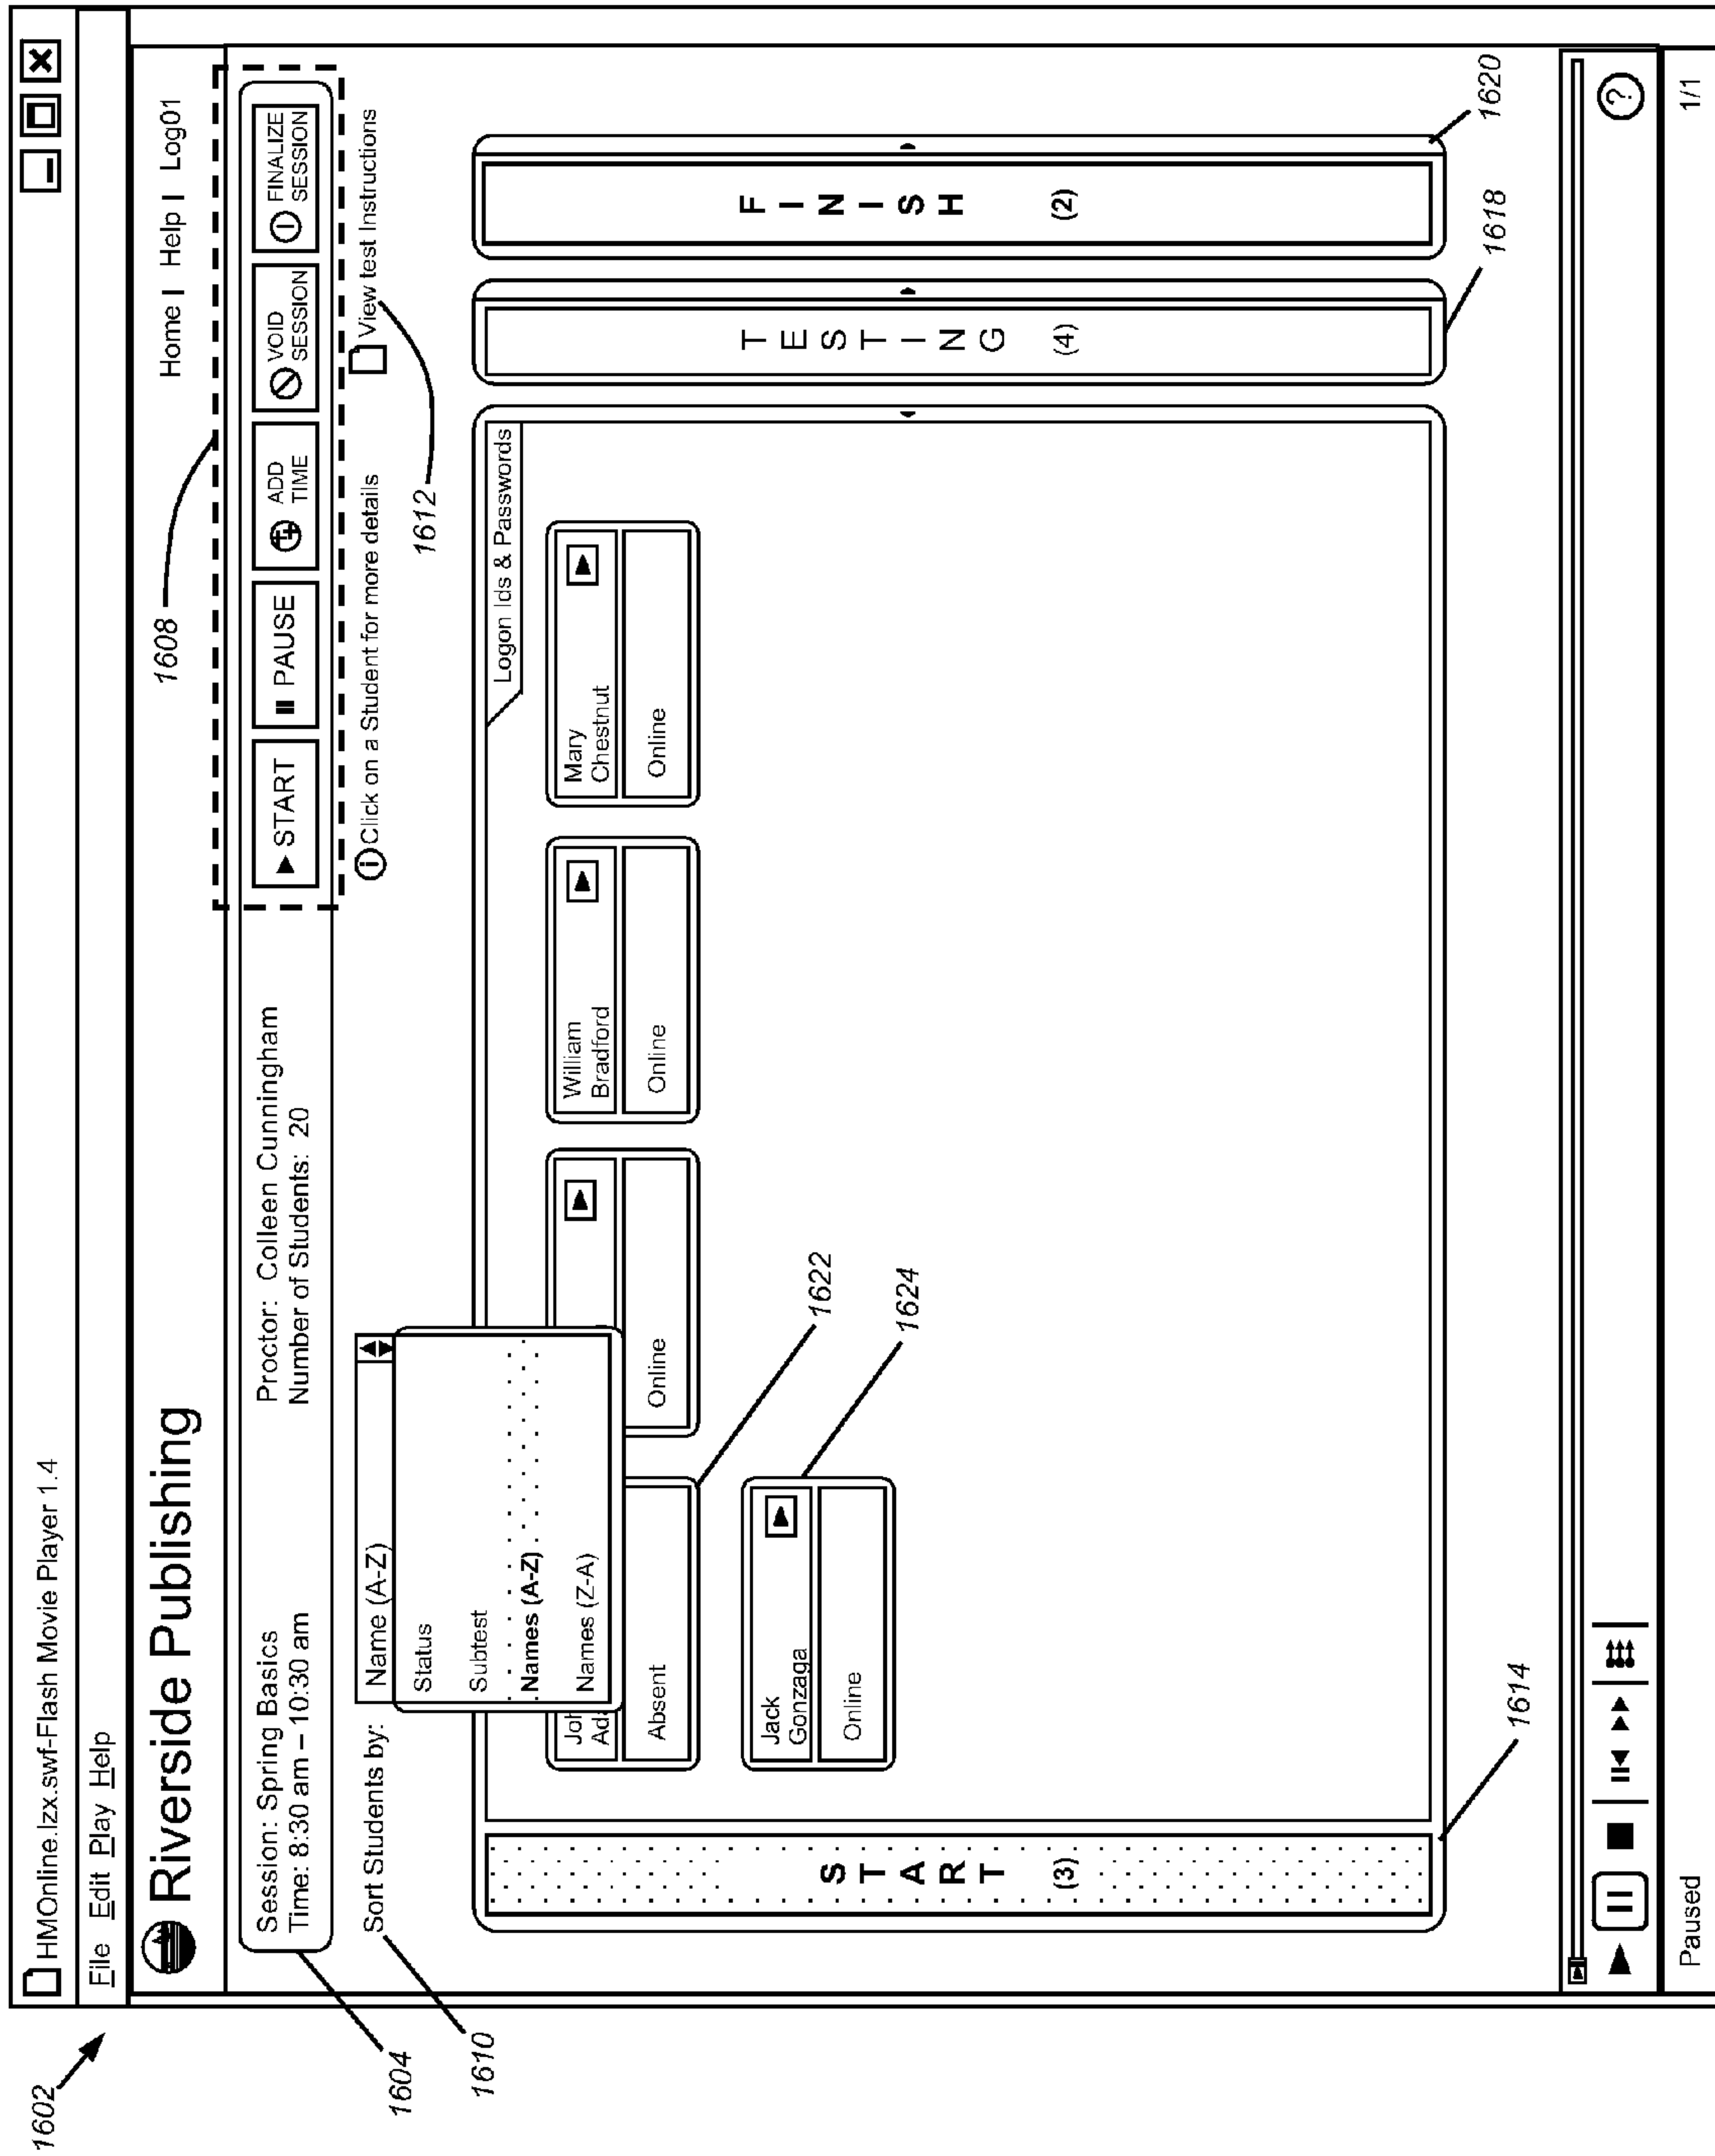 1602
HMOnline.lzx.swf-Flash Movie Player 1.4
File Edit Play Help
Riverside Publishing
Home I Help I Log01
1608
Session: Spring Basics
Time: 8:30 am – 10:30 am
Proctor: Colleen Cunningham
Number of Students: 20
START
PAUSE
ADD
TIME
VOID
SESSION
FINALIZE
SESSION
1604
Sort Students by:
Name (A-Z)
Click on a Student for more details
View test Instructions
1610
1612
Status
Subtest
Names (A-Z)
Names (Z-A)
Logon Ids & Passwords
Joh
Ada
Absent
Online
William
Bradford
Online
Mary
Chestnut
Online
1622
Jack
Gonzaga
Online
1624
START
(3)
TESTING
(4)
FINISH
(2)
1614
1618
1620
?
Paused
1/1